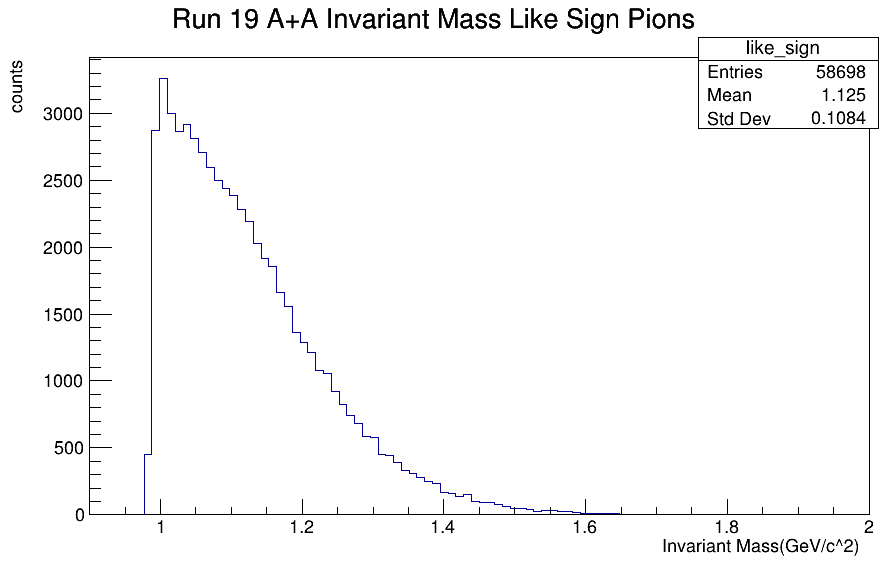 Run 19 A+A Invariant Mass Like Sign Pions
like_sign
Entries 58698
Mean 1.125
Std Dev 0.1084
counts
3000
2500
2000
1500
1000
500
0
1 1.2 1.4 1.6 1.8 2
Invariant Mass(GeV/c^2)